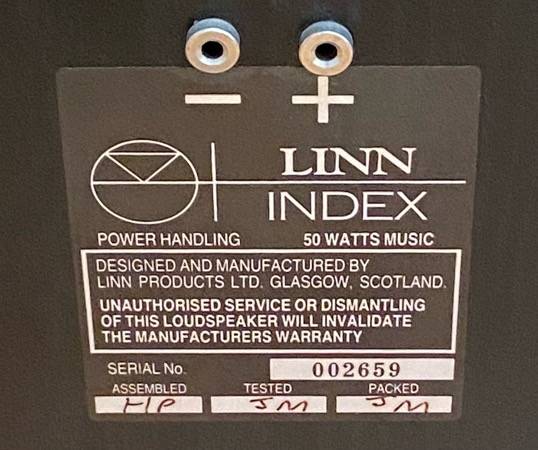 − +
LINN
INDEX
POWER HANDLING 50 WATTS MUSIC
DESIGNED AND MANUFACTURED BY
LINN PRODUCTS LTD. GLASGOW, SCOTLAND.
UNAUTHORISED SERVICE OR DISMANTLING
OF THIS LOUDSPEAKER WILL INVALIDATE
THE MANUFACTURERS WARRANTY
SERIAL No. 002659
ASSEMBLED TESTED PACKED
HP JM JM